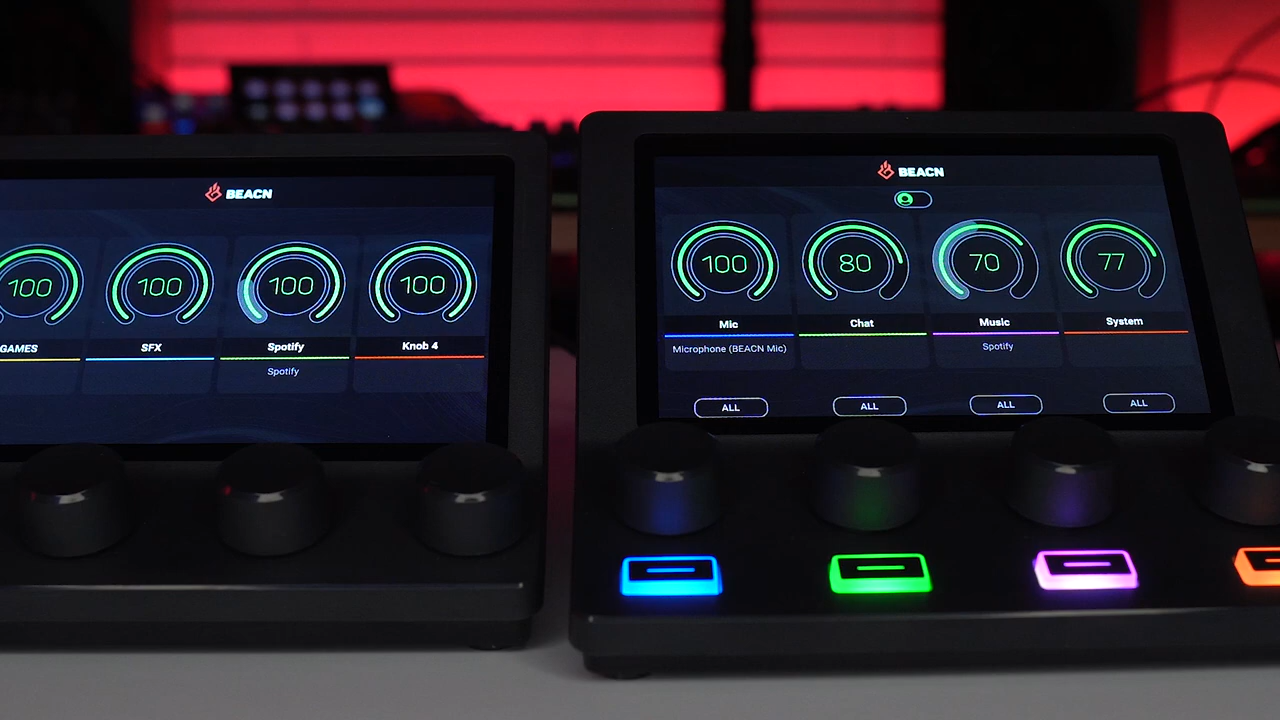 BEACN
100
100
100
100
GAMES
SFX
Spotify
Knob 4
Spotify
BEACN
100
80
70
77
Mic
Chat
Music
System
Microphone (BEACN Mic)
Spotify
ALL
ALL
ALL
ALL